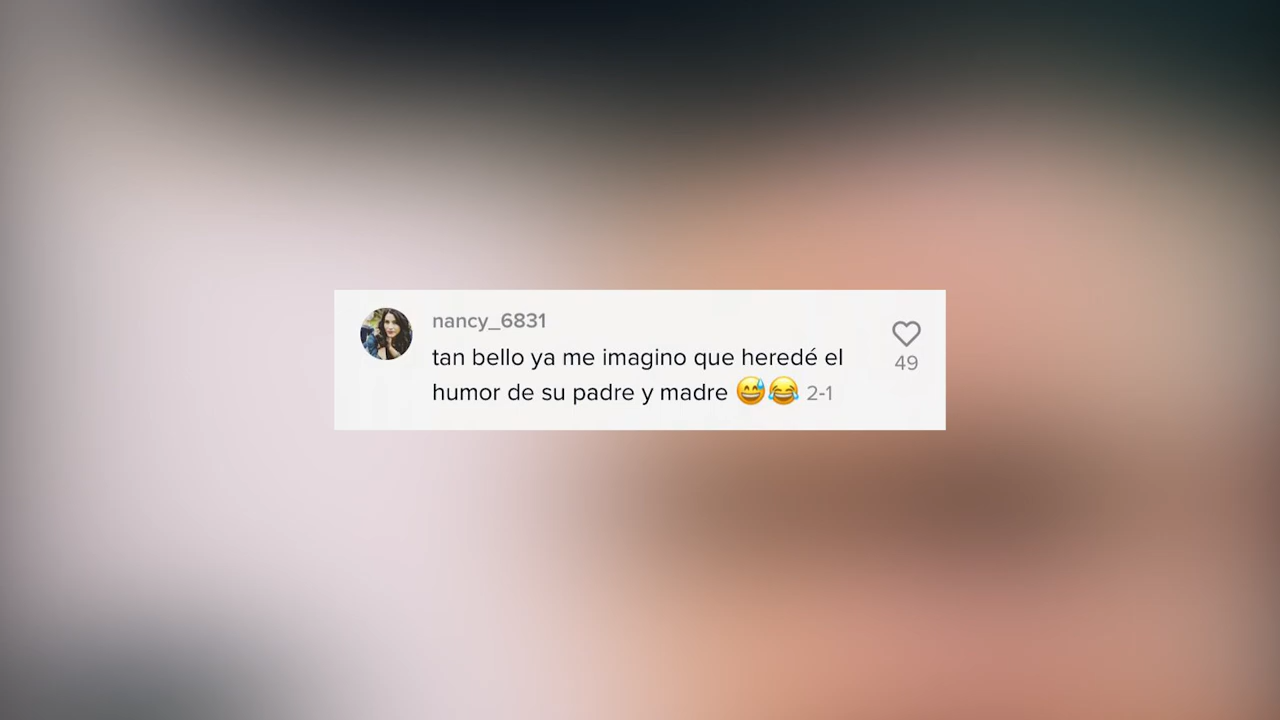 nancy_6831
tan bello ya me imagino que heredé el
humor de su padre y madre 😅😂 2-1
49